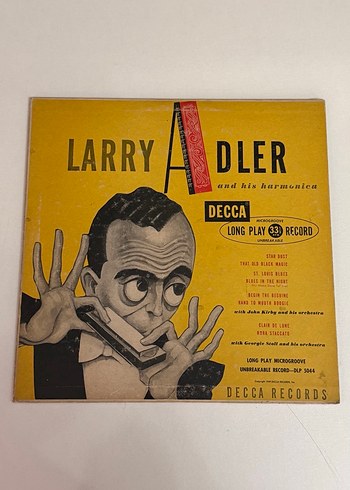 LARRY ADLER
and his harmonica
DECCA
MICROGROOVE
LONG PLAY 33⅓ RECORD
UNBREAKABLE
STAR DUST
THAT OLD BLACK MAGIC
ST. LOUIS BLUES
BLUES IN THE NIGHT
BEGIN THE BEGUINE
HAND TO MOUTH BOOGIE
with John Kirby and his orchestra
CLAIR DE LUNE
HORA STACCATO
with Georgie Stoll and his orchestra
LONG PLAY MICROGROOVE
UNBREAKABLE RECORD—DLP 5044
DECCA RECORDS